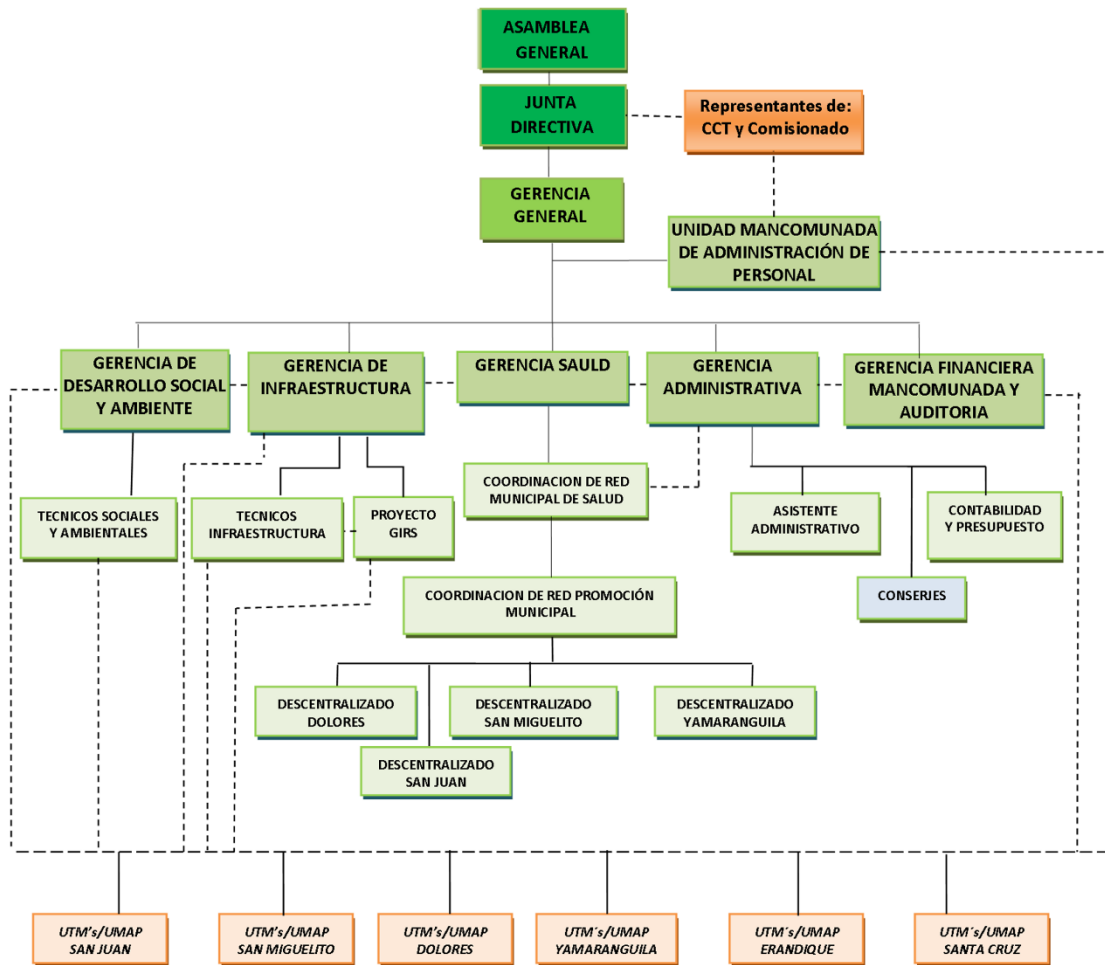 ASAMBLEA
GENERAL
JUNTA
DIRECTIVA
Representantes de:
CCT y Comisionado
GERENCIA
GENERAL
UNIDAD MANCOMUNADA
DE ADMINISTRACIÓN DE
PERSONAL
GERENCIA DE
DESARROLLO SOCIAL
Y AMBIENTE
GERENCIA DE
INFRAESTRUCTURA
GERENCIA SAULD
GERENCIA
ADMINISTRATIVA
GERENCIA FINANCIERA
MANCOMUNADA Y
AUDITORIA
TECNICOS SOCIALES
Y AMBIENTALES
TECNICOS
INFRAESTRUCTURA
PROYECTO
GIRS
COORDINACION DE RED
MUNICIPAL DE SALUD
ASISTENTE
ADMINISTRATIVO
CONTABILIDAD
Y PRESUPUESTO
CONSERJES
COORDINACION DE RED PROMOCIÓN
MUNICIPAL
DESCENTRALIZADO
DOLORES
DESCENTRALIZADO
SAN MIGUELITO
DESCENTRALIZADO
YAMARANGUILA
DESCENTRALIZADO
SAN JUAN
UTM's/UMAP
SAN JUAN
UTM's/UMAP
SAN MIGUELITO
UTM's/UMAP
DOLORES
UTM´s/UMAP
YAMARANGUILA
UTM´s/UMAP
ERANDIQUE
UTM´s/UMAP
SANTA CRUZ